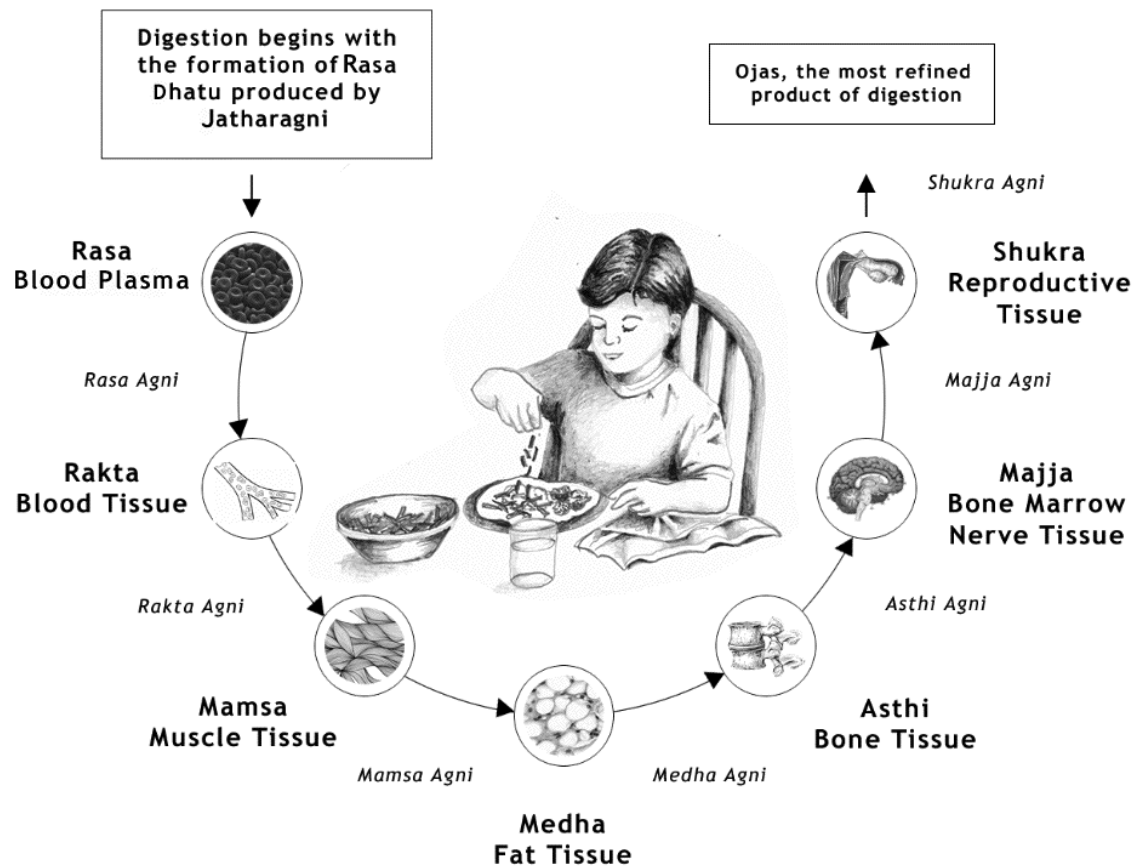 Digestion begins with
the formation of Rasa
Dhatu produced by
Jatharagni
Rasa
Blood Plasma
Rasa Agni
Rakta
Blood Tissue
Rakta Agni
Mamsa
Muscle Tissue
Mamsa Agni
Medha
Fat Tissue
Medha Agni
Asthi
Bone Tissue
Asthi Agni
Majja
Bone Marrow
Nerve Tissue
Majja Agni
Shukra
Reproductive
Tissue
Shukra Agni
Ojas, the most refined
product of digestion